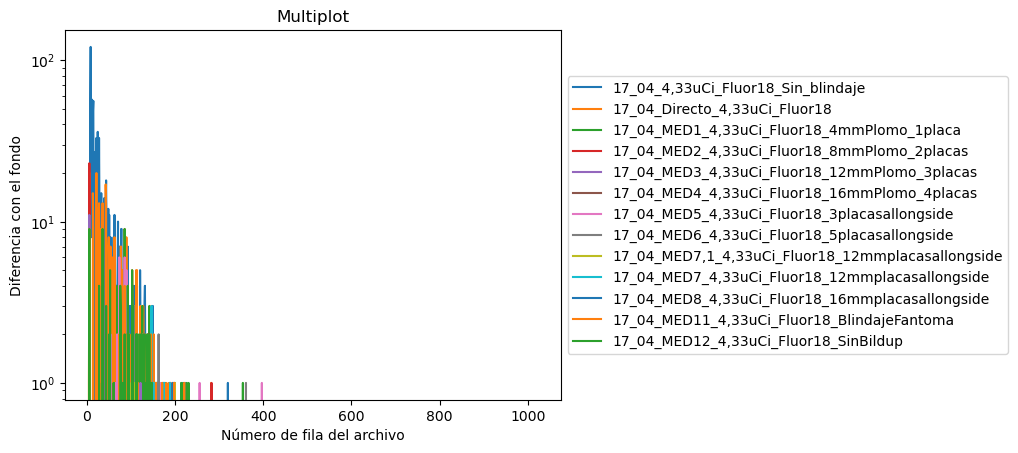 Multiplot
10²
10¹
10⁰
Diferencia con el fondo
0 200 400 600 800 1000
Número de fila del archivo
17_04_4,33uCi_Fluor18_Sin_blindaje
17_04_Directo_4,33uCi_Fluor18
17_04_MED1_4,33uCi_Fluor18_4mmPlomo_1placa
17_04_MED2_4,33uCi_Fluor18_8mmPlomo_2placas
17_04_MED3_4,33uCi_Fluor18_12mmPlomo_3placas
17_04_MED4_4,33uCi_Fluor18_16mmPlomo_4placas
17_04_MED5_4,33uCi_Fluor18_3placasallongside
17_04_MED6_4,33uCi_Fluor18_5placasallongside
17_04_MED7,1_4,33uCi_Fluor18_12mmplacasallongside
17_04_MED7_4,33uCi_Fluor18_12mmplacasallongside
17_04_MED8_4,33uCi_Fluor18_16mmplacasallongside
17_04_MED11_4,33uCi_Fluor18_BlindajeFantoma
17_04_MED12_4,33uCi_Fluor18_SinBildup